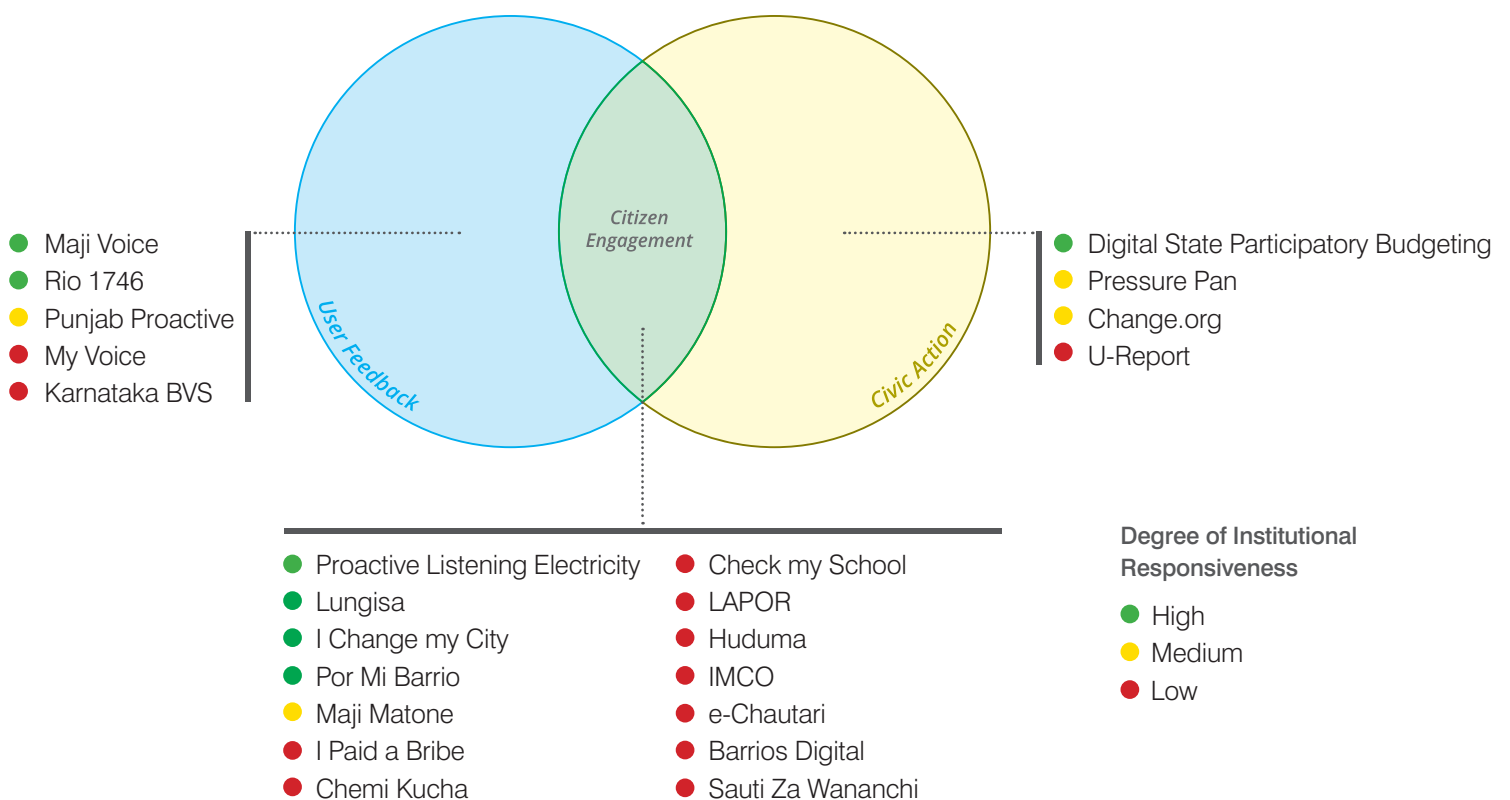 Citizen
Engagement
User Feedback
Civic Action
Maji Voice
Rio 1746
Punjab Proactive
My Voice
Karnataka BVS
Digital State Participatory Budgeting
Pressure Pan
Change.org
U-Report
Proactive Listening Electricity
Lungisa
I Change my City
Por Mi Barrio
Maji Matone
I Paid a Bribe
Chemi Kucha
Check my School
LAPOR
Huduma
IMCO
e-Chautari
Barrios Digital
Sauti Za Wananchi
Degree of Institutional
Responsiveness
High
Medium
Low